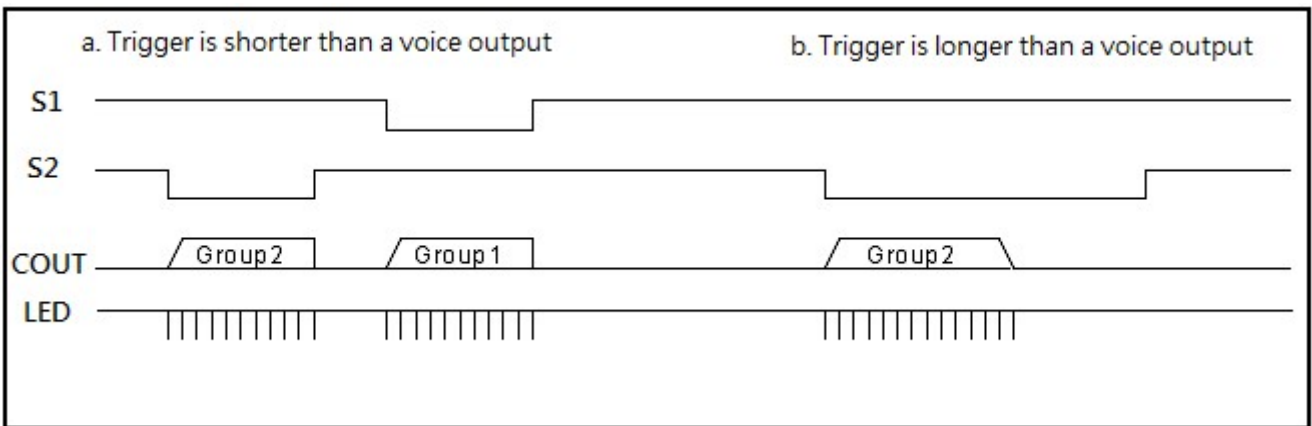 a. Trigger is shorter than a voice output
b. Trigger is longer than a voice output
S1
S2
COUT
Group2
Group1
Group2
LED